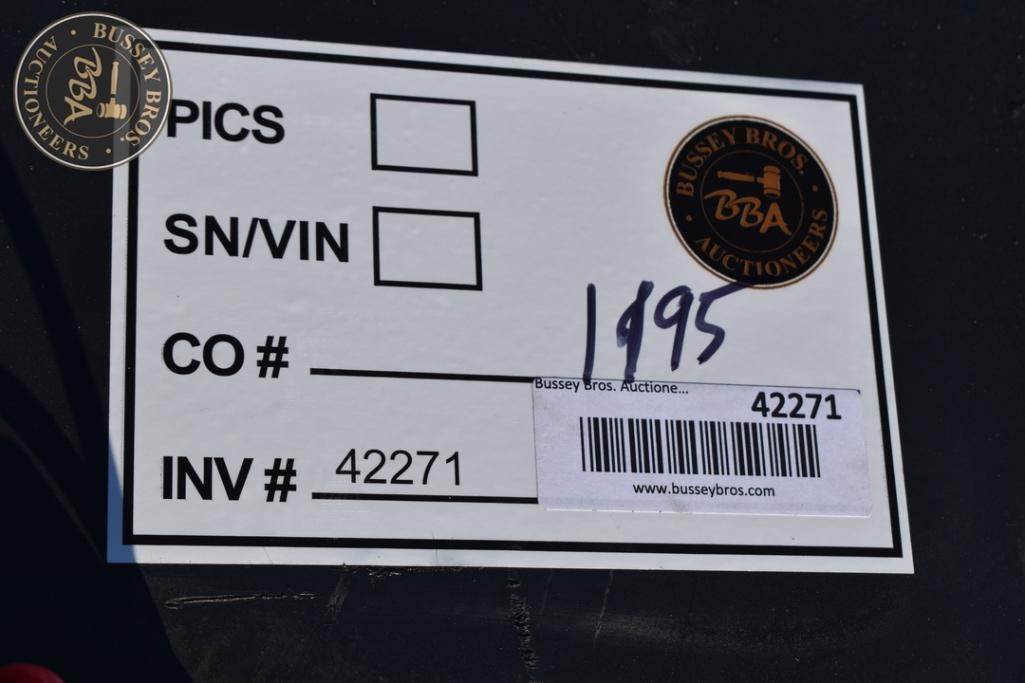 BUSSEY BROS.
BBA
AUCTIONEERS
PICS
BUSSEY BROS.
BBA
AUCTIONEERS
SN/VIN
CO #
Bussey Bros. Auctione...
42271
INV # 42271
www.busseybros.com